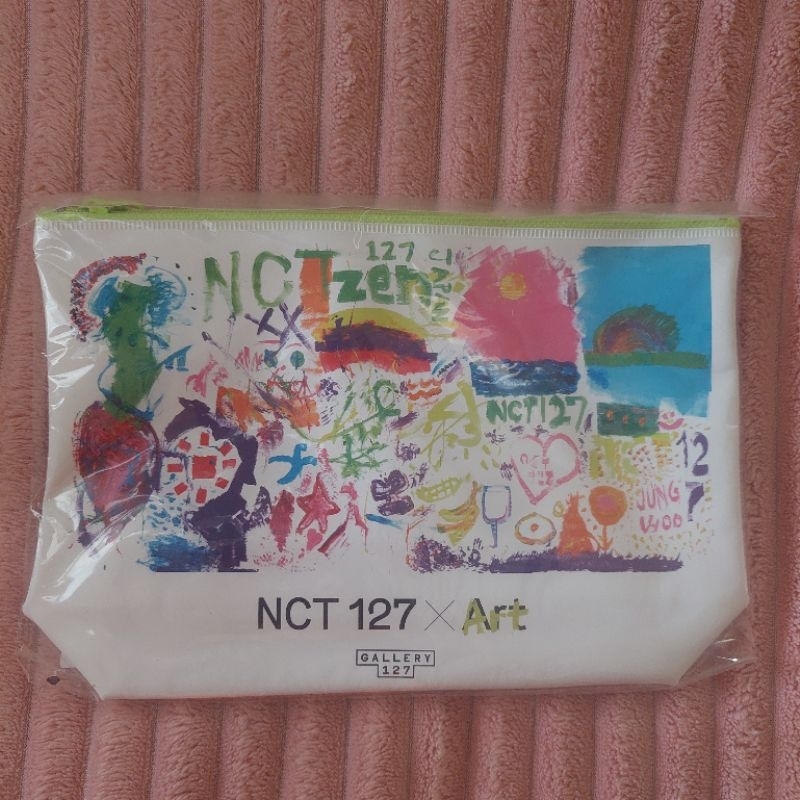 127
NCTzen
NCT127
12
7
JUNG
WOO
NCT 127 × Art
GALLERY
127